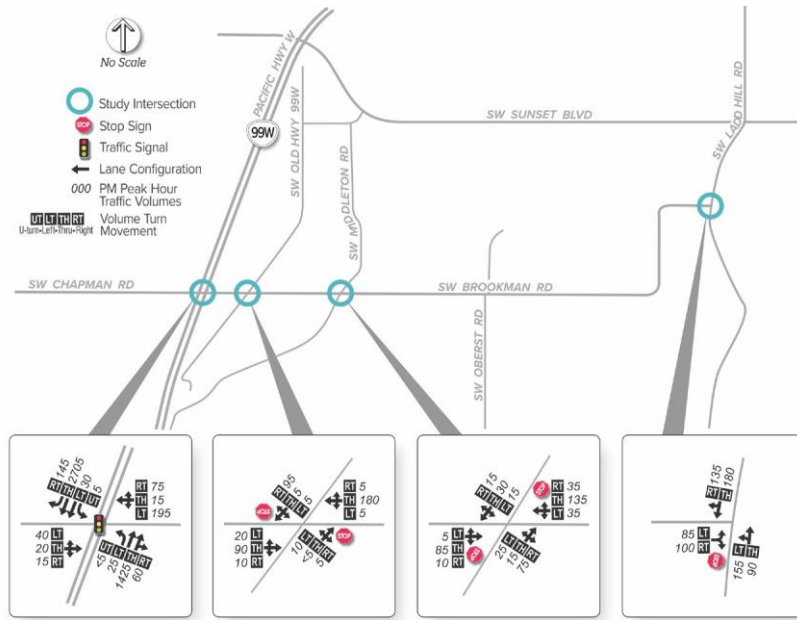 No Scale
Study Intersection
STOP Stop Sign
Traffic Signal
Lane Configuration
000 PM Peak Hour
Traffic Volumes
UT LT TH RT Volume Turn
U-turn•Left•Thru•Right Movement
PACIFIC HWY W
99W
SW OLD HWY 99W
SW MIDDLETON RD
SW SUNSET BLVD
SW LADD HILL RD
SW CHAPMAN RD
SW BROOKMAN RD
SW OBERST RD
145 2705 30 5
RT TH LT UT
RT 75
TH 15
LT 195
40 LT
20 TH
15 RT
UT LT TH RT
<5 25 1425 60
95 5 5
RT TH LT
STOP
RT 5
TH 180
LT 5
20 LT
90 TH
10 RT
STOP
LT TH RT
10 <5 5
15 30 15
RT TH LT
STOP
RT 35
TH 135
LT 35
5 LT
85 TH
10 RT
STOP
LT TH RT
25 15 75
135 180
RT TH
85 LT
100 RT
STOP
LT TH
155 90